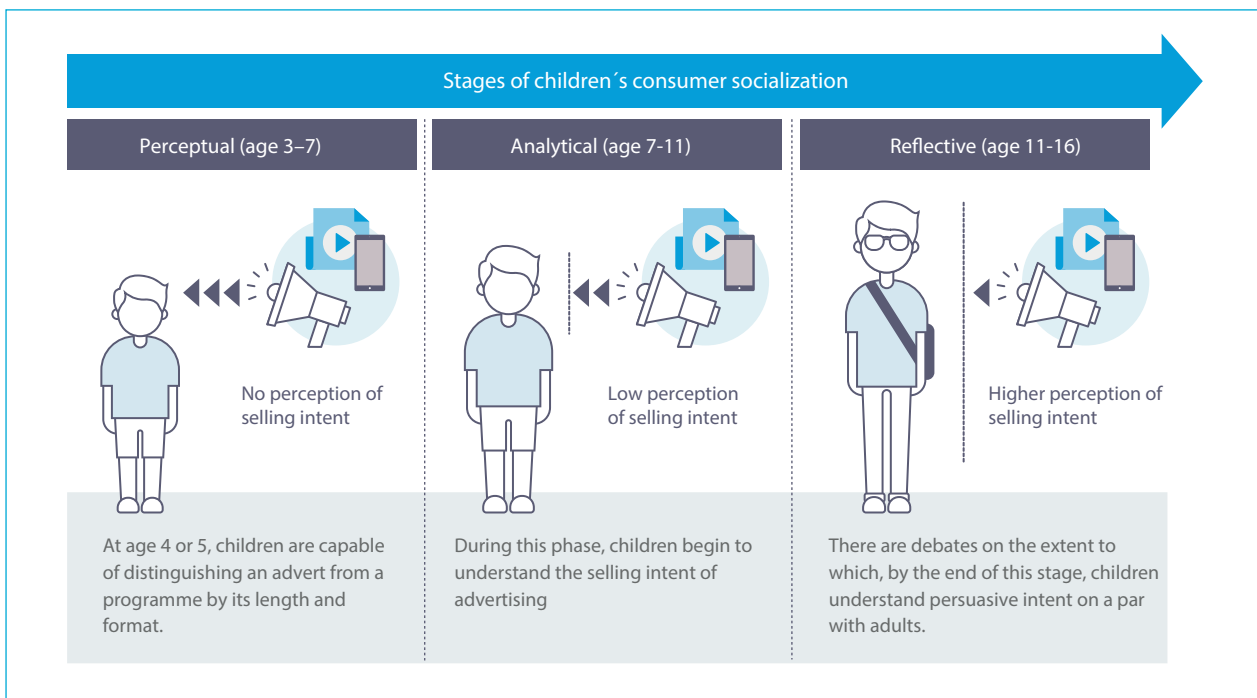 Stages of children´s consumer socialization
Perceptual (age 3–7)
No perception of
selling intent
At age 4 or 5, children are capable
of distinguishing an advert from a
programme by its length and
format.
Analytical (age 7-11)
Low perception
of selling intent
During this phase, children begin to
understand the selling intent of
advertising
Reflective (age 11-16)
Higher perception of
selling intent
There are debates on the extent to
which, by the end of this stage, children
understand persuasive intent on a par
with adults.